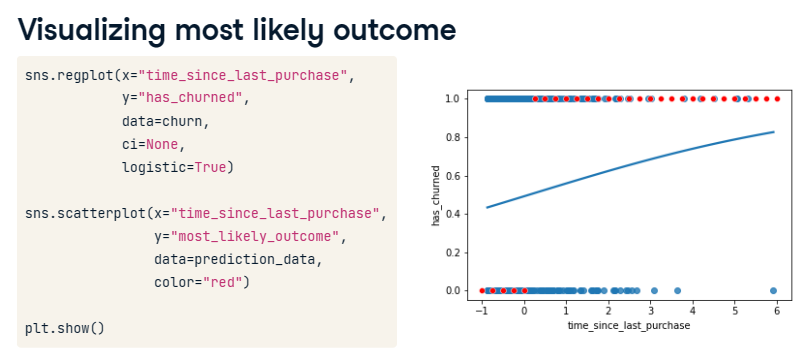 Visualizing most likely outcome
sns.regplot(x="time_since_last_purchase",
            y="has_churned",
            data=churn,
            ci=None,
            logistic=True)
sns.scatterplot(x="time_since_last_purchase",
                y="most_likely_outcome",
                data=prediction_data,
                color="red")
plt.show()
1.0
0.8
0.6
0.4
0.2
0.0
has_churned
−1 0 1 2 3 4 5 6
time_since_last_purchase